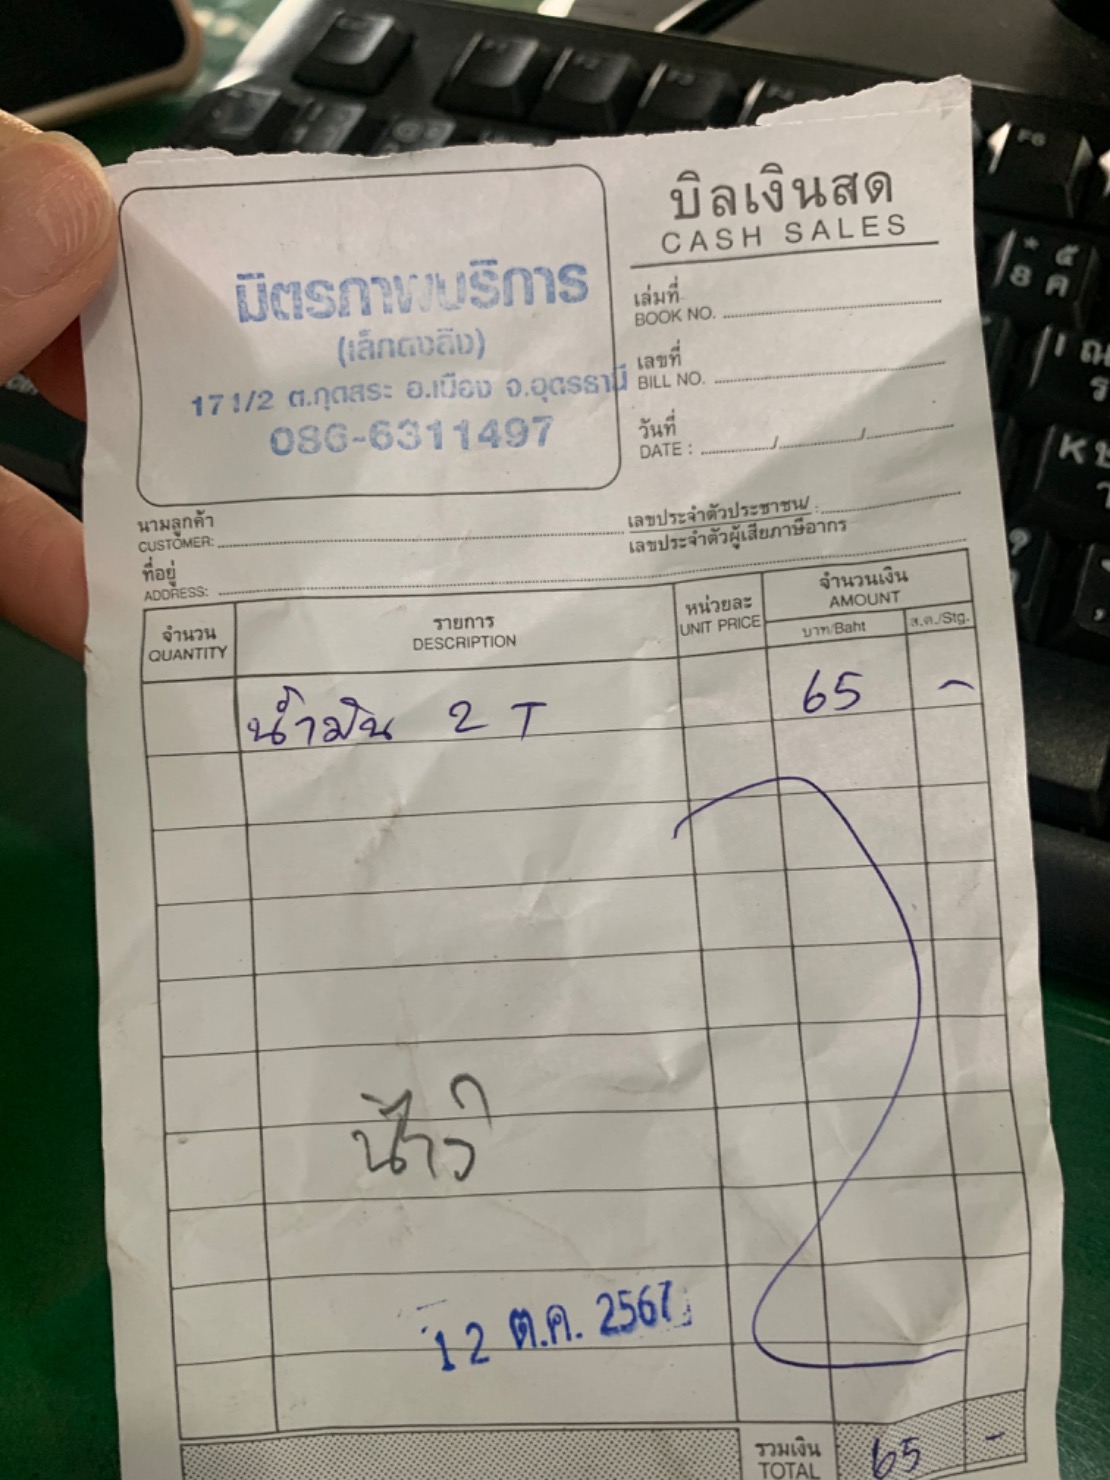 บิลเงินสด
CASH SALES
มิตรภาพบริการ
(เล็กดงลิง)
171/2 ต.กุดสระ อ.เมือง จ.อุดรธานี
086-6311497
เล่มที่
BOOK NO.
เลขที่
BILL NO.
วันที่
DATE : / /
นามลูกค้า
CUSTOMER:
เลขประจำตัวประชาชน/ :
เลขประจำตัวผู้เสียภาษีอากร
ที่อยู่
ADDRESS:
จำนวน
QUANTITY
รายการ
DESCRIPTION
หน่วยละ
UNIT PRICE
จำนวนเงิน
AMOUNT
บาท/Baht
ส.ต./Stg.
น้ำมัน 2 T 65 -
12 ต.ค. 2567
รวมเงิน
TOTAL
65 -
F6
* ๕
8 ค